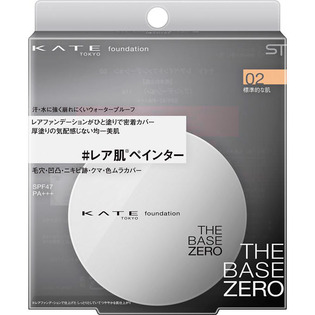 KATE
TOKYO
foundation
ST
02
標準的な肌
汗・水に強く崩れにくいウォータープルーフ
レアファンデーションがひと塗りで密着カバー
厚塗りの気配感じない均一美肌
#レア肌®ペインター
毛穴・凹凸・ニキビ跡・クマ・色ムラカバー
SPF47
PA+++
KATE
TOKYO
foundation
THE
BASE
ZERO
THE
BASE
ZERO